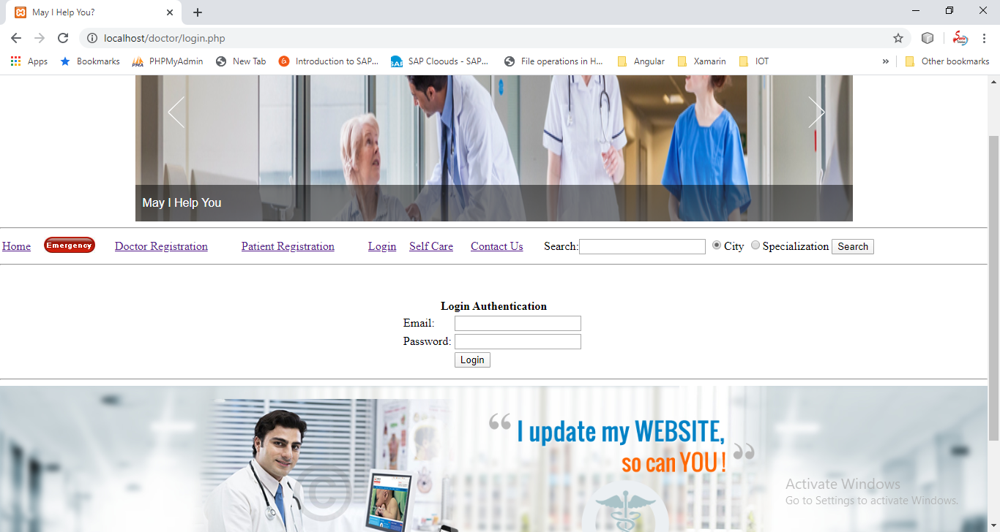 May I Help You?
localhost/doctor/login.php
Apps Bookmarks PHPMyAdmin New Tab Introduction to SAP... SAP Clouds - SAP... File operations in H... Angular Xamarin IOT » Other bookmarks
May I Help You
Home Emergency Doctor Registration Patient Registration Login Self Care Contact Us Search: City Specialization Search
Login Authentication
Email:
Password:
Login
“ I update my WEBSITE,
so can YOU ! ”
©
Activate Windows
Go to Settings to activate Windows.